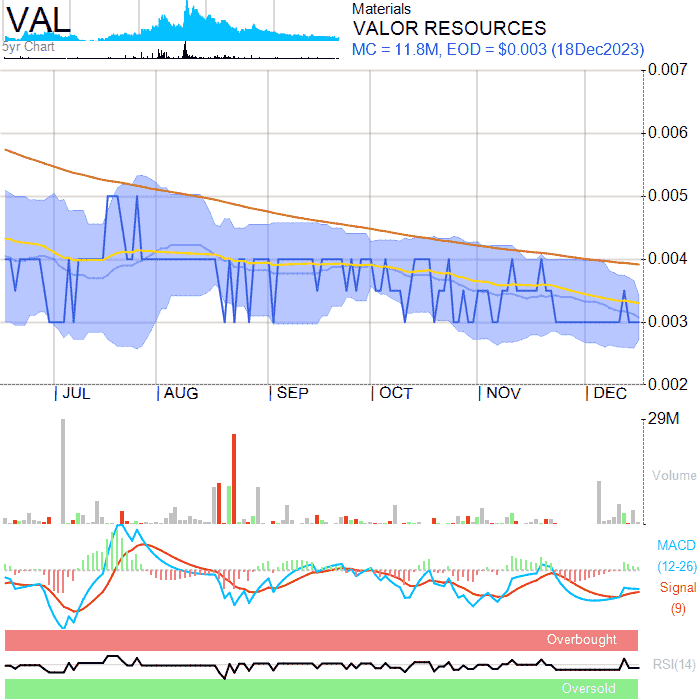 VAL
5yr Chart
Materials
VALOR RESOURCES
MC = 11.8M, EOD = $0.003 (18Dec2023)
0.007
0.006
0.005
0.004
0.003
0.002
JUL AUG SEP OCT NOV DEC
29M
Volume
MACD
(12-26)
Signal
(9)
Overbought
RSI(14)
Oversold